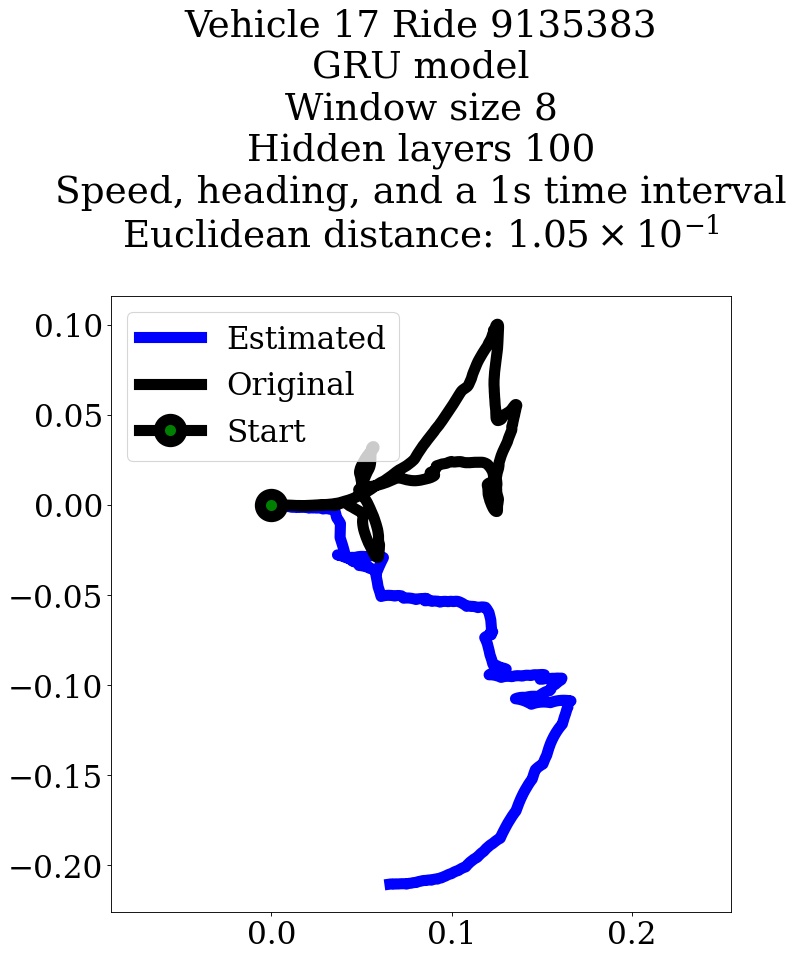 Vehicle 17 Ride 9135383
GRU model
Window size 8
Hidden layers 100
Speed, heading, and a 1s time interval
Euclidean distance: 1.05 × 10⁻¹
Estimated
Original
Start
0.10
0.05
0.00
−0.05
−0.10
−0.15
−0.20
0.0 0.1 0.2